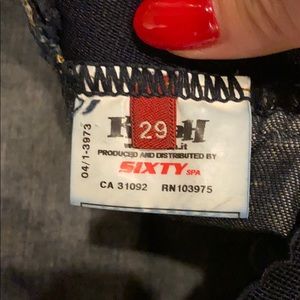 29
PRODUCED AND DISTRIBUTED BY
SIXTY SPA
CA 31092 RN103975
04/1-3973